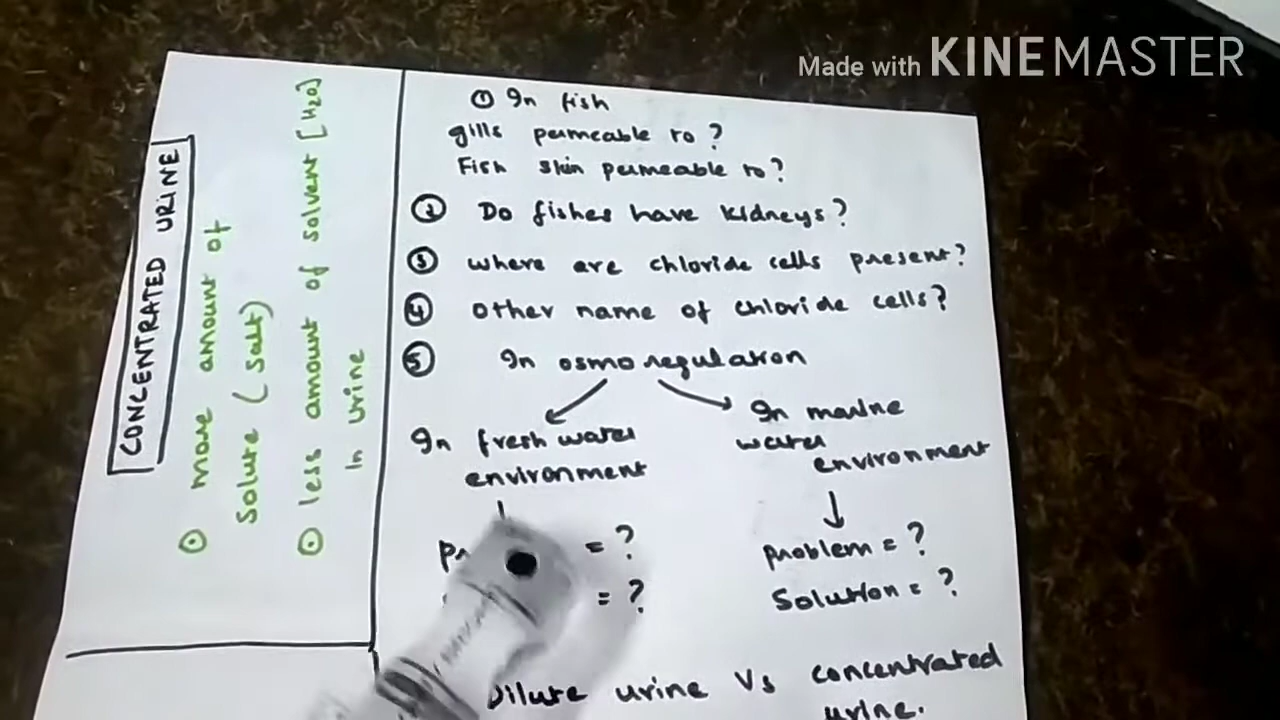 Made with KINEMASTER
CONCENTRATED URINE
more amount of
solute (salt)
less amount of solvent [H2O]
In urine
① In fish
gills permeable to ?
Fish skin permeable to ?
② Do fishes have kidneys ?
③ where are chloride cells present ?
④ other name of chloride cells ?
⑤ In osmoregulation
In fresh water
environment
In marine
water
environment
= ?
= ?
problem = ?
Solution = ?
Dilute urine Vs concentrated
urine.